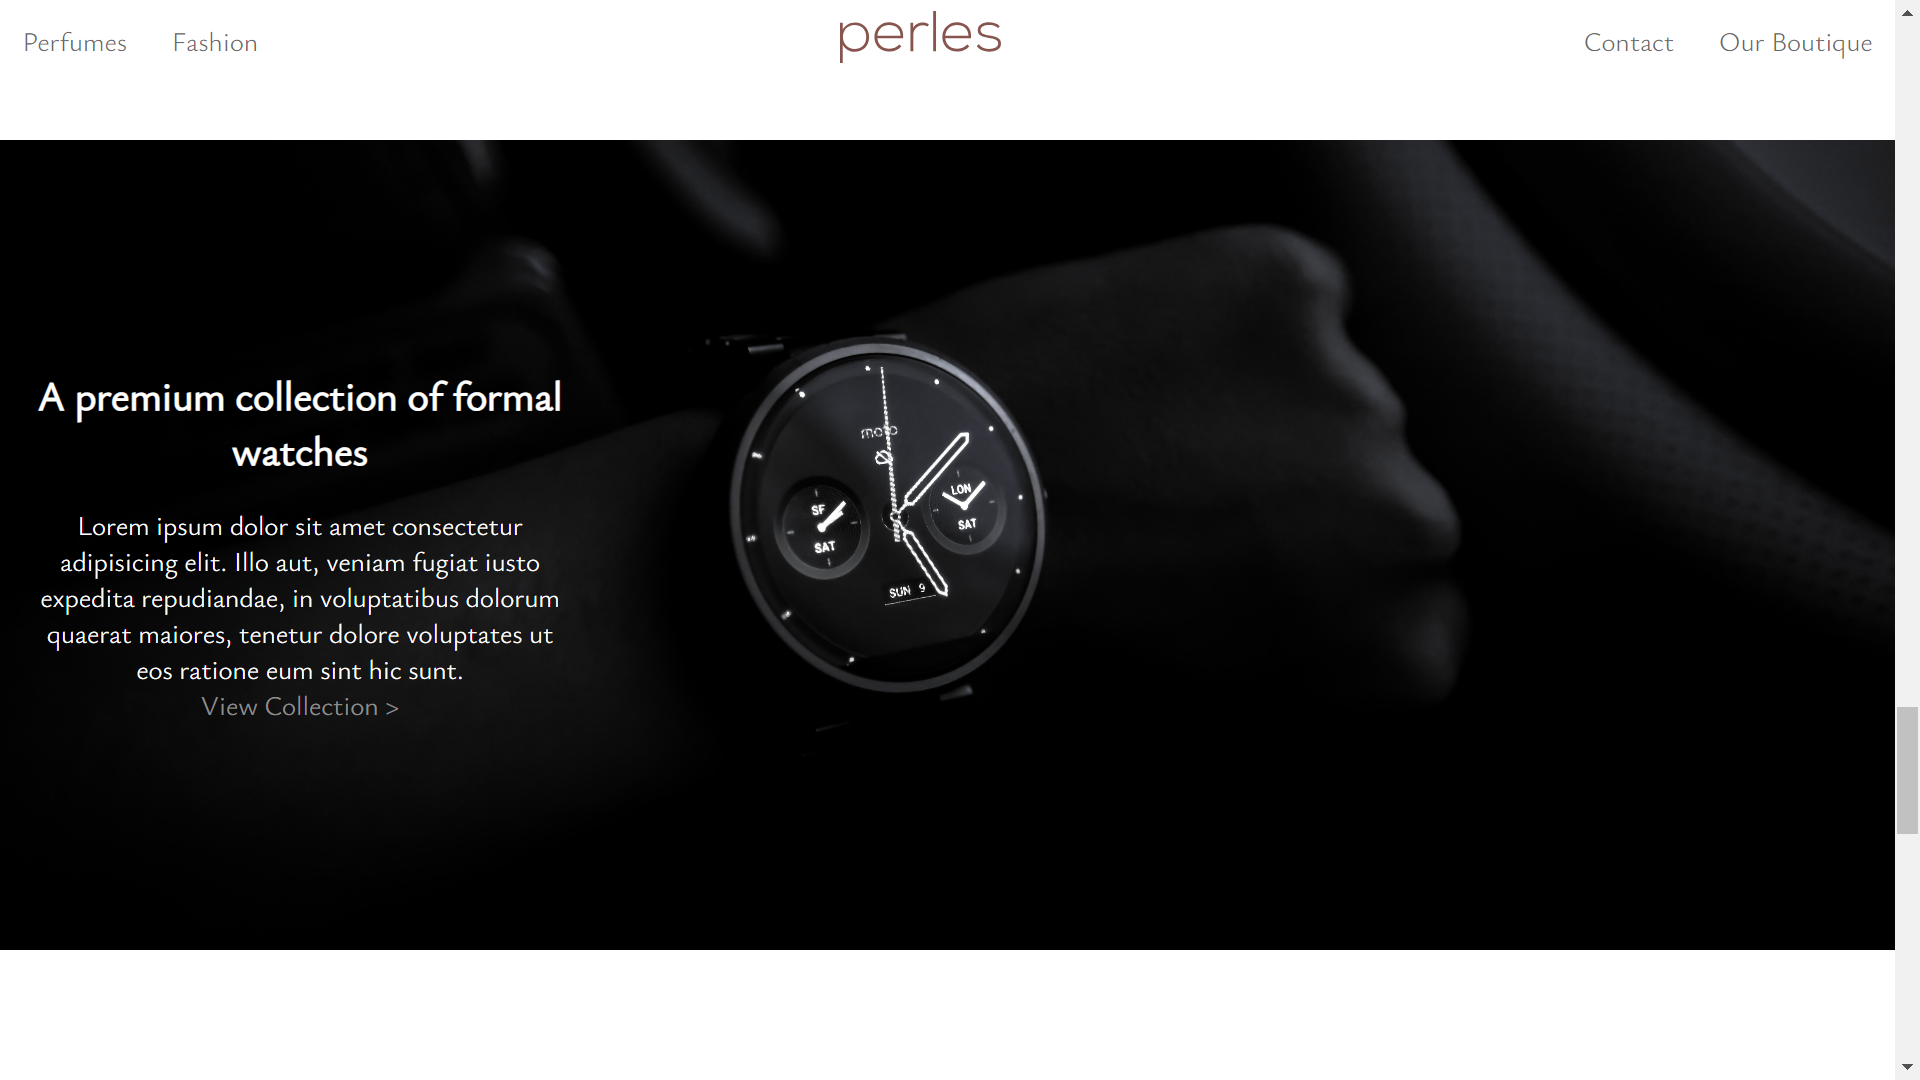 Perfumes
Fashion
perles
Contact
Our Boutique
A premium collection of formal
watches
Lorem ipsum dolor sit amet consectetur
adipisicing elit. Illo aut, veniam fugiat iusto
expedita repudiandae, in voluptatibus dolorum
quaerat maiores, tenetur dolore voluptates ut
eos ratione eum sint hic sunt.
View Collection >
moto
SF
SAT
LON
SAT
SUN 9